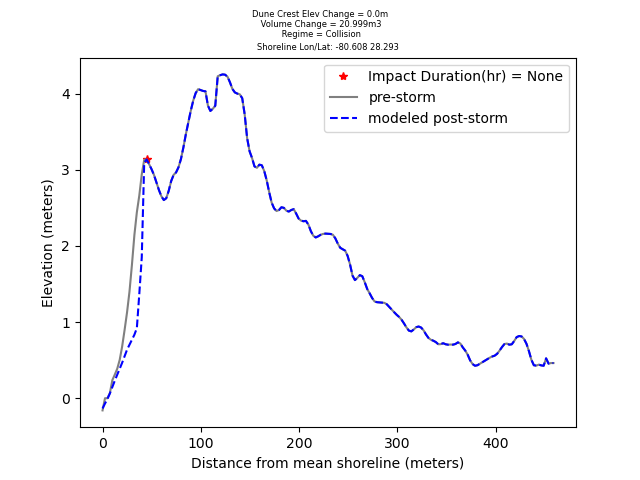 Dune Crest Elev Change = 0.0m
Volume Change = 20.999m3
Regime = Collision
Shoreline Lon/Lat: -80.608 28.293
Impact Duration(hr) = None
pre-storm
modeled post-storm
4
3
2
1
0
Elevation (meters)
0 100 200 300 400
Distance from mean shoreline (meters)